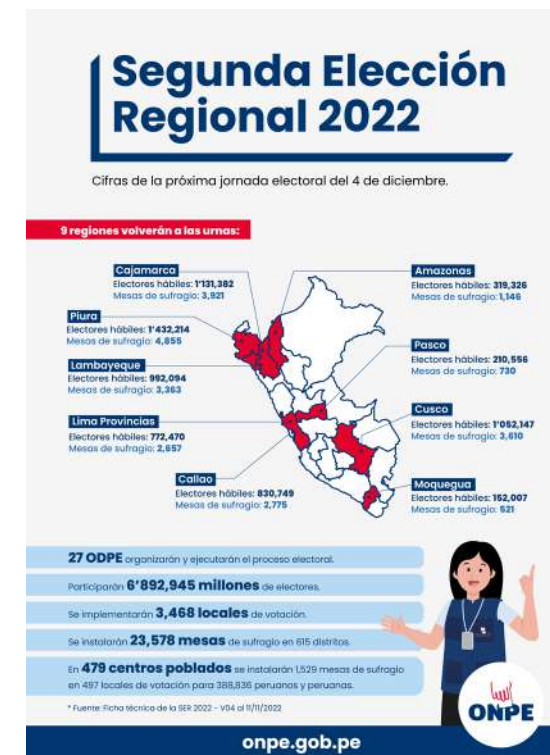 Segunda Elección
Regional 2022
Cifras de la próxima jornada electoral del 4 de diciembre.
9 regiones volverán a las urnas:
Cajamarca
Electores hábiles: 1'131,382
Mesas de sufragio: 3,921
Amazonas
Electores hábiles: 319,326
Mesas de sufragio: 1,146
Piura
Electores hábiles: 1'432,214
Mesas de sufragio: 4,855
Pasco
Electores hábiles: 210,556
Mesas de sufragio: 730
Lambayeque
Electores hábiles: 992,094
Mesas de sufragio: 3,363
Cusco
Electores hábiles: 1'052,147
Mesas de sufragio: 3,610
Lima Provincias
Electores hábiles: 772,470
Mesas de sufragio: 2,657
Callao
Electores hábiles: 830,749
Mesas de sufragio: 2,775
Moquegua
Electores hábiles: 152,007
Mesas de sufragio: 521
27 ODPE organizarán y ejecutarán el proceso electoral.
Participarán 6'892,945 millones de electores.
Se implementarán 3,468 locales de votación.
Se instalarán 23,578 mesas de sufragio en 615 distritos.
En 479 centros poblados se instalarán 1,529 mesas de sufragio
en 497 locales de votación para 388,836 peruanos y peruanas.
* Fuente: Ficha técnica de la SER 2022 - V04 al 11/11/2022
ONPE
onpe.gob.pe